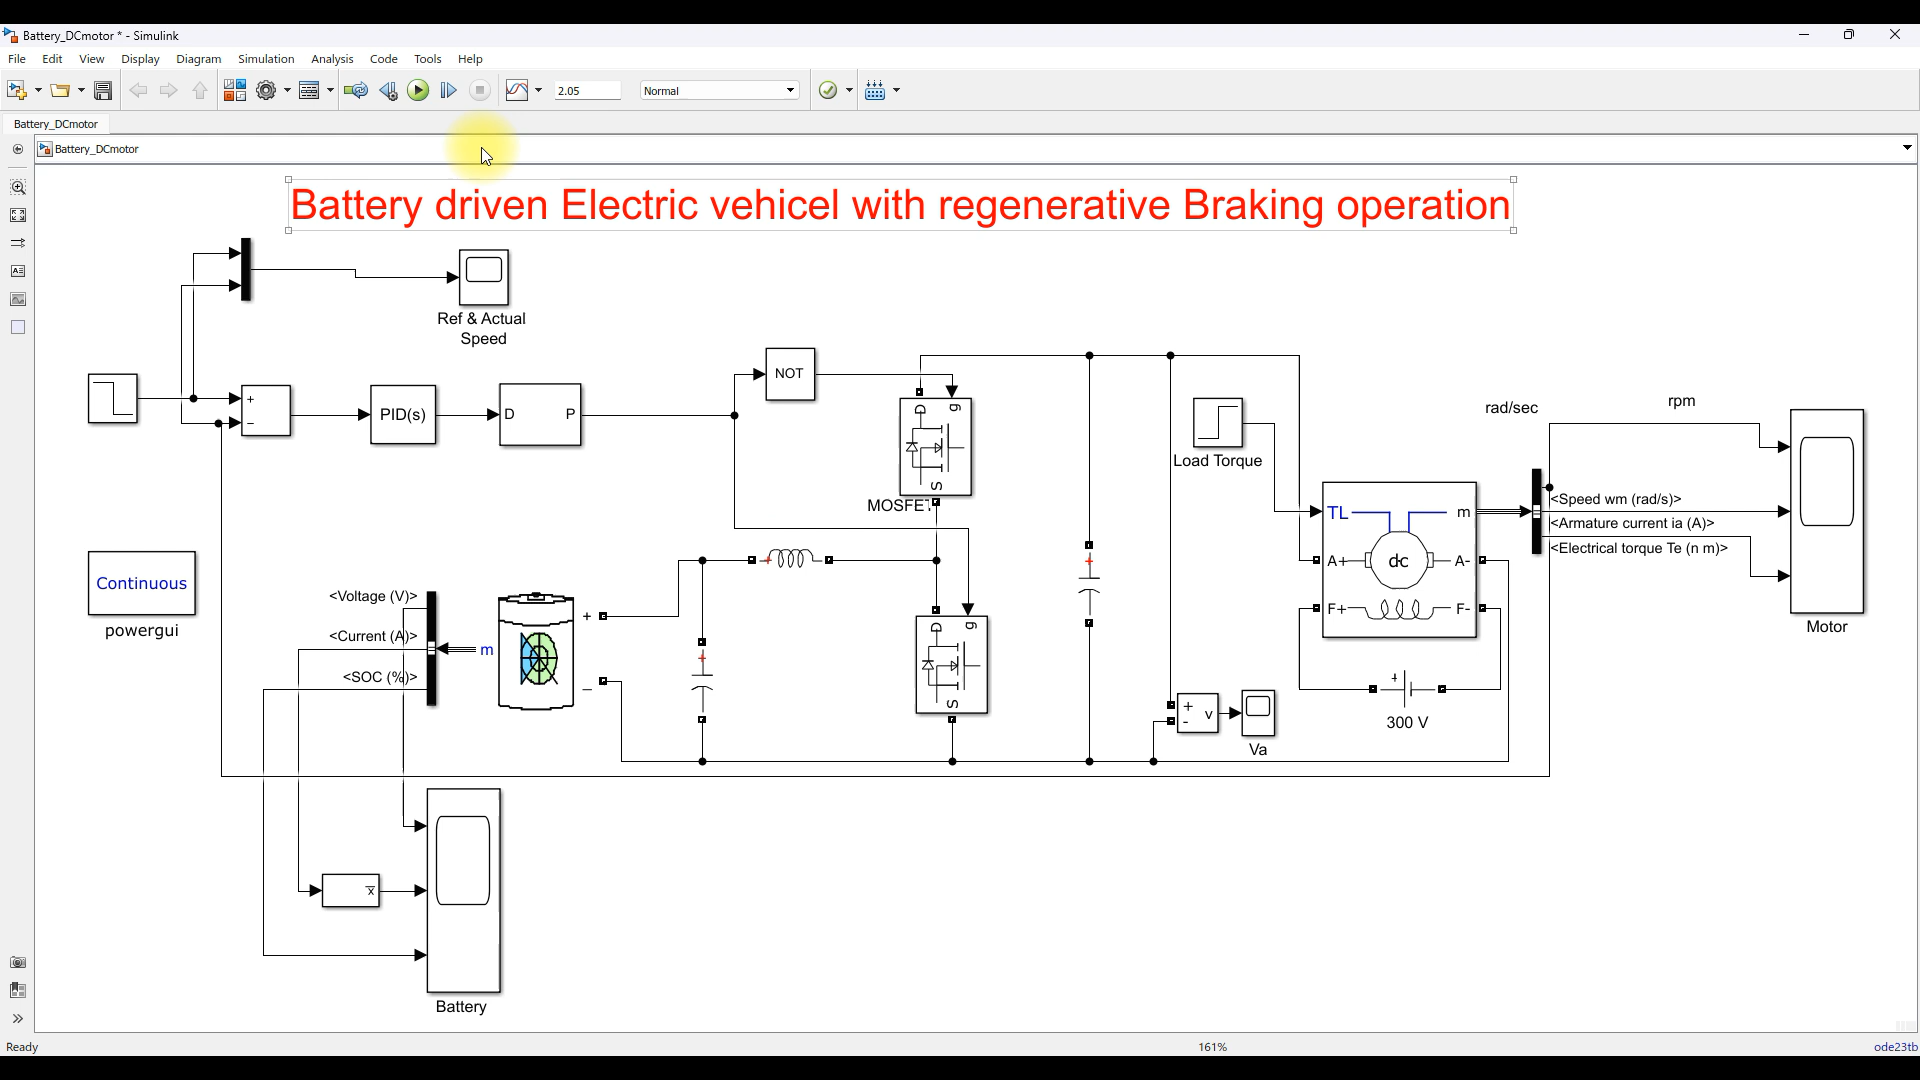 Battery_DCmotor * - Simulink
File Edit View Display Diagram Simulation Analysis Code Tools Help
2.05 Normal
Battery_DCmotor
Battery_DCmotor
Battery driven Electric vehicel with regenerative Braking operation
Ref & Actual
Speed
NOT
+
−
PID(s)
D P
D g
S
MOSFET
Load Torque
rad/sec
rpm
TL m
A+ dc A-
F+ F-
<Speed wm (rad/s)>
<Armature current ia (A)>
<Electrical torque Te (n m)>
Motor
Continuous
powergui
<Voltage (V)>
<Current (A)>
<SOC (%)>
m
+
−
+
+
+
D g
S
+
-
v
Va
+
300 V
x̅
Battery
Ready 161% ode23tb